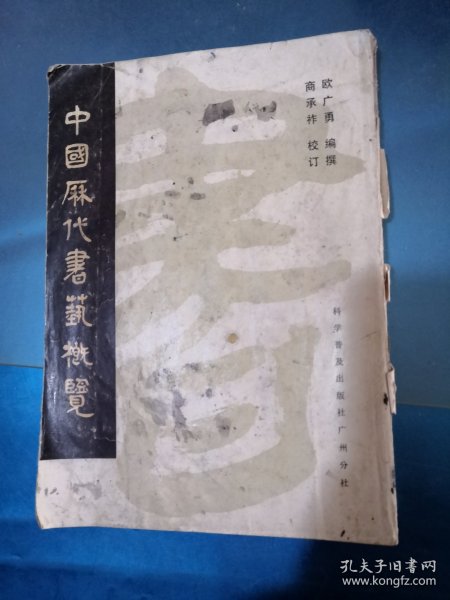 中國厤代書藝概覽
欧广勇 编撰
商承祚 校订
科学普及出版社广州分社
孔夫子旧书网
www.kongfz.com